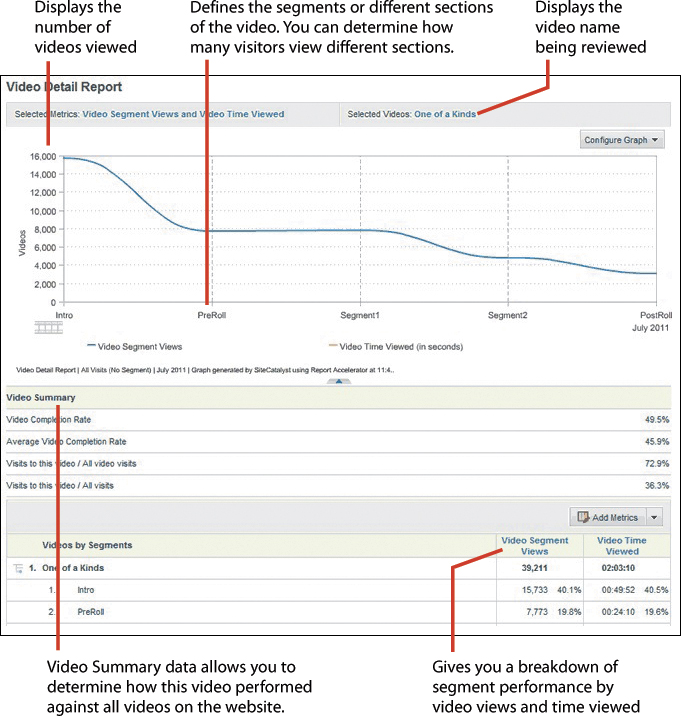 Displays the
number of
videos viewed
Defines the segments or different sections
of the video. You can determine how
many visitors view different sections.
Displays the
video name
being reviewed
Video Detail Report
Selected Metrics: Video Segment Views and Video Time Viewed
Selected Videos: One of a Kinds
Configure Graph
16,000
14,000
12,000
10,000
8,000
6,000
4,000
2,000
0
Videos
Intro
PreRoll
Segment1
Segment2
PostRoll
July 2011
Video Segment Views
Video Time Viewed (in seconds)
Video Detail Report | All Visits (No Segment) | July 2011 | Graph generated by SiteCatalyst using Report Accelerator at 11:4..
Video Summary
Video Completion Rate 49.5%
Average Video Completion Rate 45.9%
Visits to this video / All video visits 72.9%
Visits to this video / All visits 36.3%
Add Metrics
Videos by Segments
Video Segment
Views
Video Time
Viewed
1. One of a Kinds 39,211 02:03:10
1. Intro 15,733 40.1% 00:49:52 40.5%
2. PreRoll 7,773 19.8% 00:24:10 19.6%
Video Summary data allows you to
determine how this video performed
against all videos on the website.
Gives you a breakdown of
segment performance by
video views and time viewed